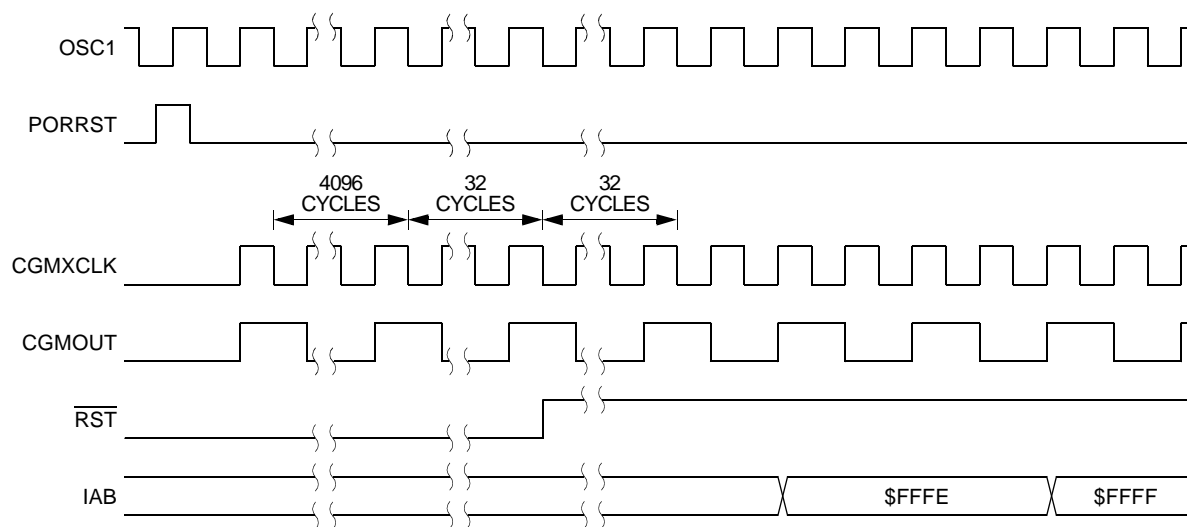 OSC1
PORRST
4096
CYCLES
32
CYCLES
32
CYCLES
CGMXCLK
CGMOUT
RST
IAB
$FFFE
$FFFF